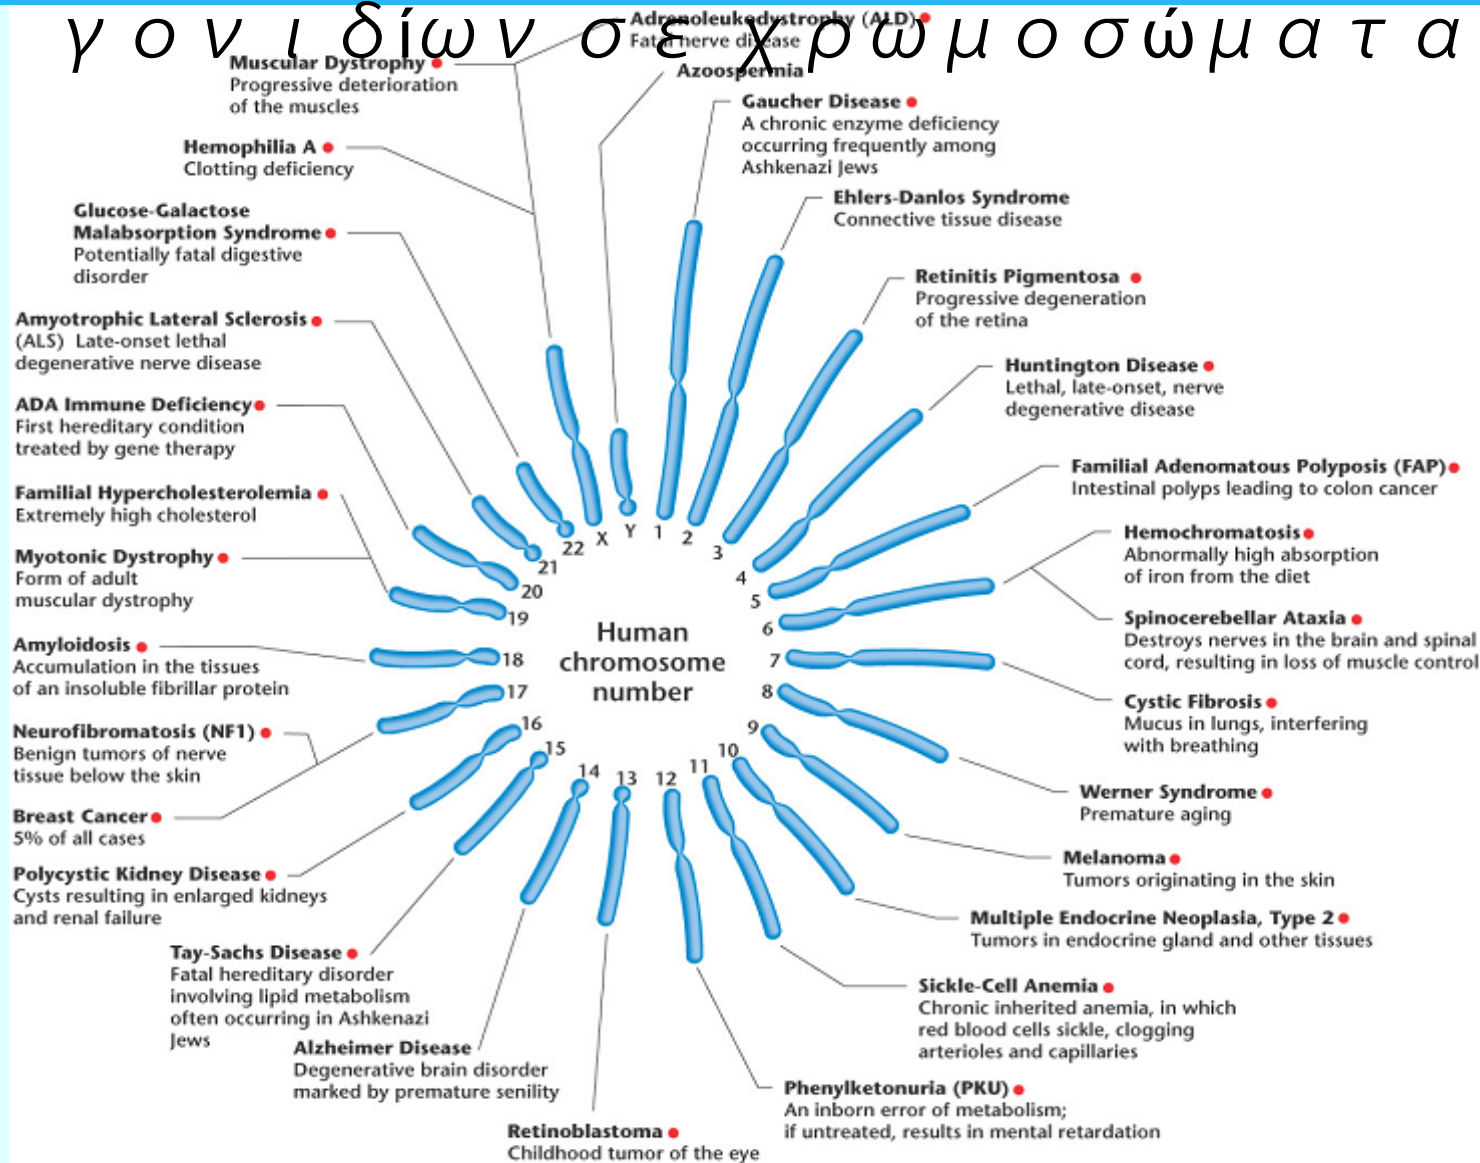 γονιδίων σε χρωμοσώματα
Adrenoleukodystrophy (ALD)
Fatal nerve disease
Muscular Dystrophy
Progressive deterioration
of the muscles
Azoospermia
Gaucher Disease
A chronic enzyme deficiency
occurring frequently among
Ashkenazi Jews
Hemophilia A
Clotting deficiency
Ehlers-Danlos Syndrome
Connective tissue disease
Glucose-Galactose
Malabsorption Syndrome
Potentially fatal digestive
disorder
Retinitis Pigmentosa
Progressive degeneration
of the retina
Amyotrophic Lateral Sclerosis
(ALS) Late-onset lethal
degenerative nerve disease
Huntington Disease
Lethal, late-onset, nerve
degenerative disease
ADA Immune Deficiency
First hereditary condition
treated by gene therapy
Familial Adenomatous Polyposis (FAP)
Intestinal polyps leading to colon cancer
Familial Hypercholesterolemia
Extremely high cholesterol
Hemochromatosis
Abnormally high absorption
of iron from the diet
Myotonic Dystrophy
Form of adult
muscular dystrophy
Spinocerebellar Ataxia
Destroys nerves in the brain and spinal
cord, resulting in loss of muscle control
Amyloidosis
Accumulation in the tissues
of an insoluble fibrillar protein
Cystic Fibrosis
Mucus in lungs, interfering
with breathing
Neurofibromatosis (NF1)
Benign tumors of nerve
tissue below the skin
Werner Syndrome
Premature aging
Breast Cancer
5% of all cases
Melanoma
Tumors originating in the skin
Polycystic Kidney Disease
Cysts resulting in enlarged kidneys
and renal failure
Multiple Endocrine Neoplasia, Type 2
Tumors in endocrine gland and other tissues
Tay-Sachs Disease
Fatal hereditary disorder
involving lipid metabolism
often occurring in Ashkenazi
Jews
Sickle-Cell Anemia
Chronic inherited anemia, in which
red blood cells sickle, clogging
arterioles and capillaries
Alzheimer Disease
Degenerative brain disorder
marked by premature senility
Phenylketonuria (PKU)
An inborn error of metabolism;
if untreated, results in mental retardation
Retinoblastoma
Childhood tumor of the eye
Human
chromosome
number
1
2
3
4
5
6
7
8
9
10
11
12
13
14
15
16
17
18
19
20
21
22
X
Y